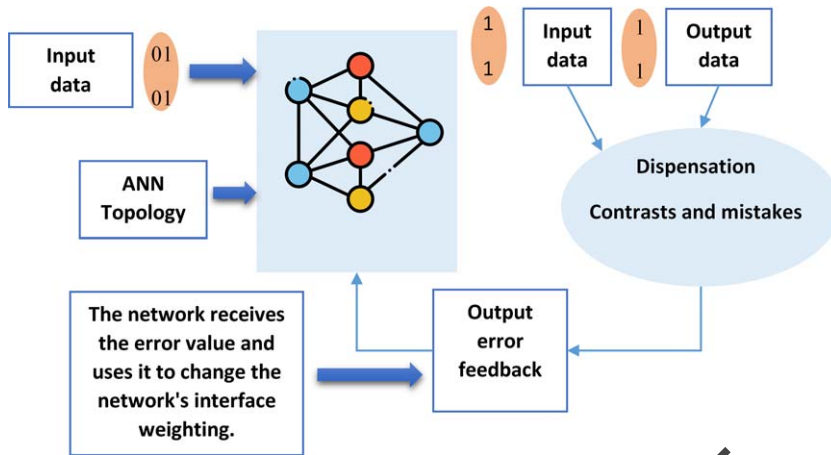 Input
data
01
01
1
1
Input
data
1
1
Output
data
ANN
Topology
Dispensation
Contrasts and mistakes
The network receives
the error value and
uses it to change the
network's interface
weighting.
Output
error
feedback